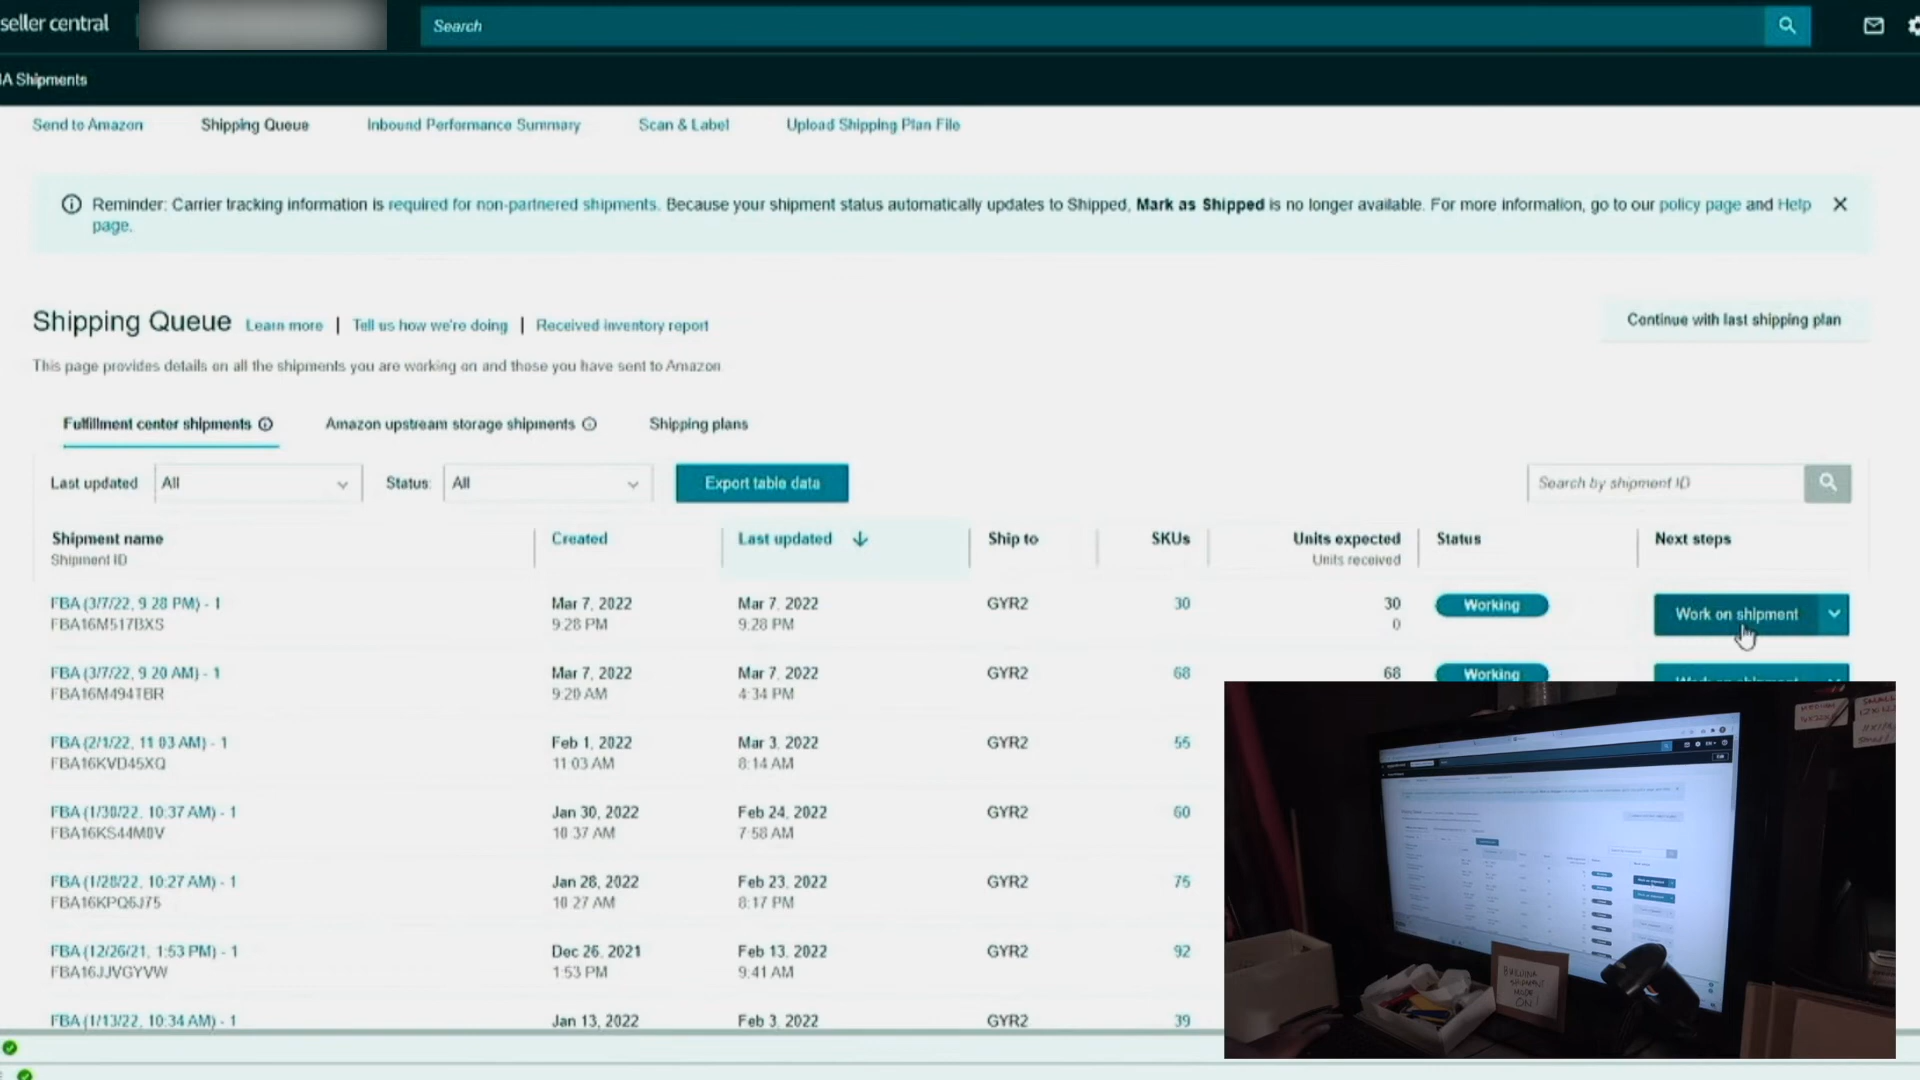 seller central
Search
A Shipments
Send to Amazon Shipping Queue Inbound Performance Summary Scan & Label Upload Shipping Plan File
Reminder: Carrier tracking information is required for non-partnered shipments. Because your shipment status automatically updates to Shipped, Mark as Shipped is no longer available. For more information, go to our policy page and Help
page.
Shipping Queue Learn more | Tell us how we're doing | Received inventory report
Continue with last shipping plan
This page provides details on all the shipments you are working on and those you have sent to Amazon
Fulfillment center shipments Amazon upstream storage shipments Shipping plans
Last updated All Status: All Export table data Search by shipment ID
Shipment name Created Last updated Ship to SKUs Units expected Status Next steps
Shipment ID Units received
FBA (3/7/22, 9:28 PM) - 1 Mar 7, 2022 Mar 7, 2022 GYR2 30 30 Working Work on shipment
FBA16M517BXS 9:28 PM 9:28 PM 0
FBA (3/7/22, 9:20 AM) - 1 Mar 7, 2022 Mar 7, 2022 GYR2 68 68 Working
FBA16M494TBR 9:20 AM 4:34 PM
FBA (2/1/22, 11:03 AM) - 1 Feb 1, 2022 Mar 3, 2022 GYR2 55
FBA16KVD45XQ 11:03 AM 8:14 AM
FBA (1/30/22, 10:37 AM) - 1 Jan 30, 2022 Feb 24, 2022 GYR2 60
FBA16KS44M0V 10:37 AM 7:58 AM
FBA (1/28/22, 10:27 AM) - 1 Jan 28, 2022 Feb 23, 2022 GYR2 75
FBA16KPQ6J75 10:27 AM 8:17 PM
FBA (12/26/21, 1:53 PM) - 1 Dec 26, 2021 Feb 13, 2022 GYR2 92
FBA16JJVGYVW 1:53 PM 9:41 AM
FBA (1/13/22, 10:34 AM) - 1 Jan 13, 2022 Feb 3, 2022 GYR2 39
BUILDING
SHIPMENT
MODE
ON!